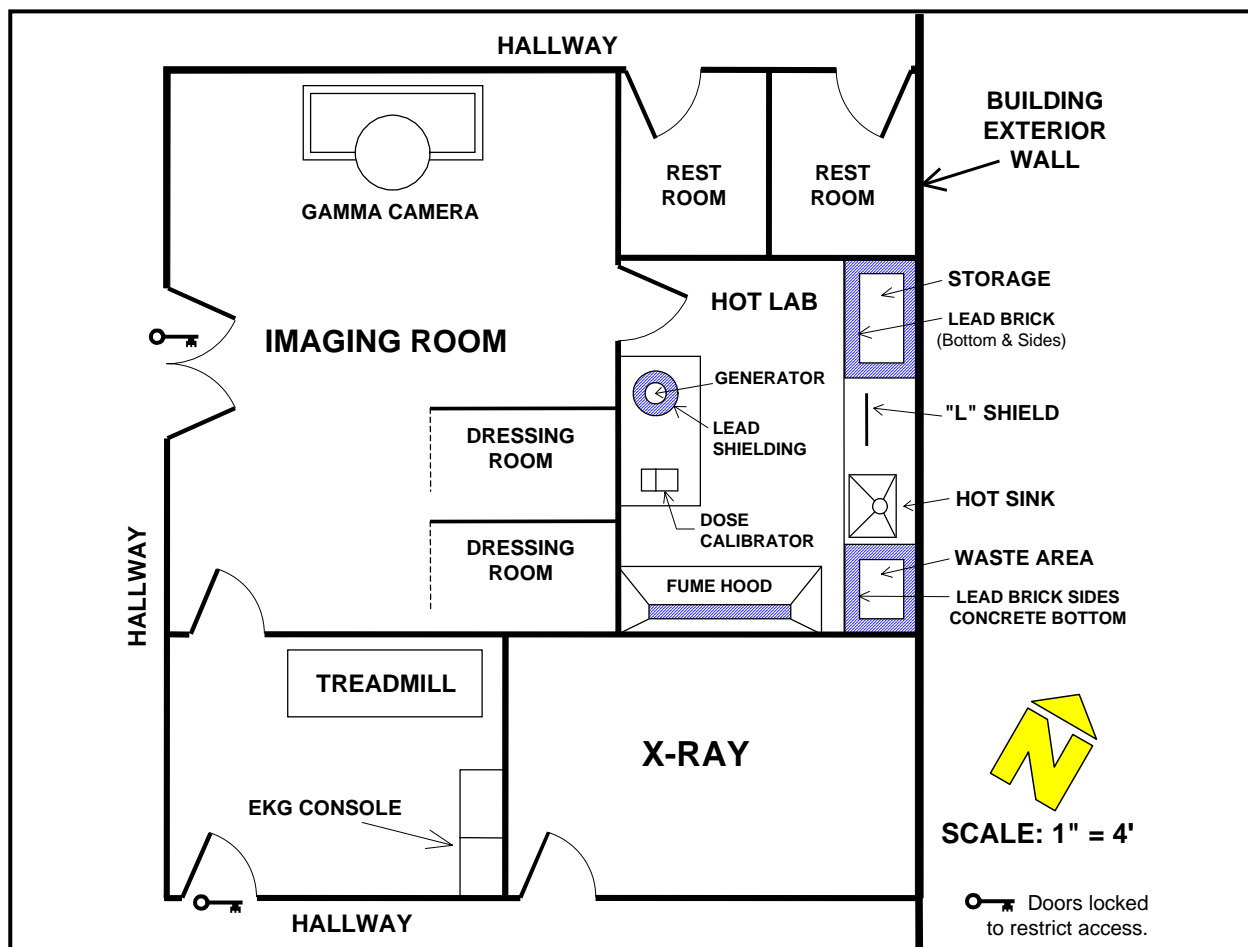 HALLWAY
BUILDING
EXTERIOR
WALL
REST
ROOM
REST
ROOM
GAMMA CAMERA
HOT LAB
STORAGE
LEAD BRICK
(Bottom & Sides)
IMAGING ROOM
GENERATOR
"L" SHIELD
LEAD
SHIELDING
DRESSING
ROOM
HOT SINK
DOSE
CALIBRATOR
DRESSING
ROOM
WASTE AREA
FUME HOOD
LEAD BRICK SIDES
CONCRETE BOTTOM
HALLWAY
TREADMILL
X-RAY
N
EKG CONSOLE
SCALE: 1" = 4'
Doors locked
to restrict access.
HALLWAY